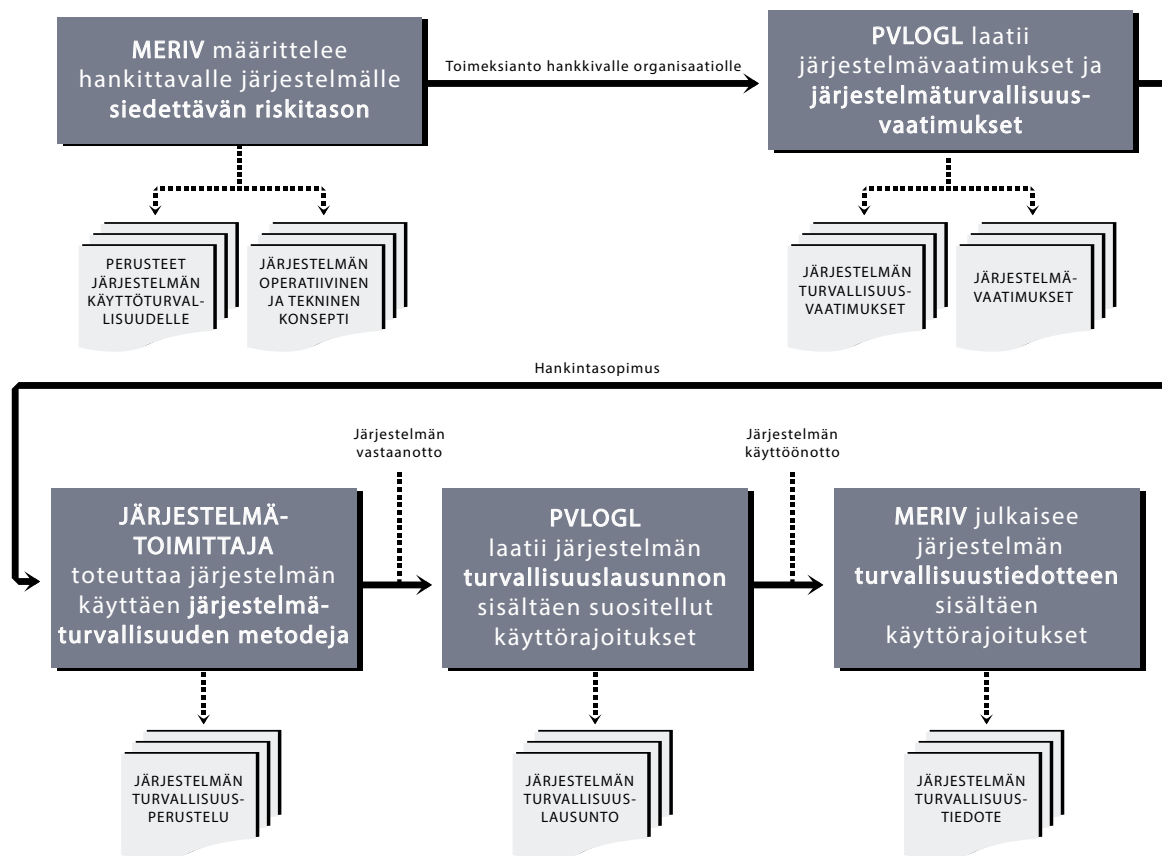 MERIV määrittelee
hankittavalle järjestelmälle
siedettävän riskitason
Toimeksianto hankkivalle organisaatiolle
PVLOGL laatii
järjestelmävaatimukset ja
järjestelmäturvallisuus-
vaatimukset
PERUSTEET
JÄRJESTELMÄN
KÄYTTÖTURVAL-
LISUUDELLE
JÄRJESTELMÄN
OPERATIIVINEN
JA TEKNINEN
KONSEPTI
JÄRJESTELMÄN
TURVALLISUUS-
VAATIMUKSET
JÄRJESTELMÄ-
VAATIMUKSET
Hankintasopimus
Järjestelmän
vastaanotto
Järjestelmän
käyttöönotto
JÄRJESTELMÄ-
TOIMITTAJA
toteuttaa järjestelmän
käyttäen järjestelmä-
turvallisuuden metodeja
PVLOGL
laatii järjestelmän
turvallisuuslausunnon
sisältäen suositellut
käyttörajoitukset
MERIV julkaisee
järjestelmän
turvallisuustiedotteen
sisältäen
käyttörajoitukset
JÄRJESTELMÄN
TURVALLISUUS-
PERUSTELU
JÄRJESTELMÄN
TURVALLISUUS-
LAUSUNTO
JÄRJESTELMÄN
TURVALLISUUS-
TIEDOTE